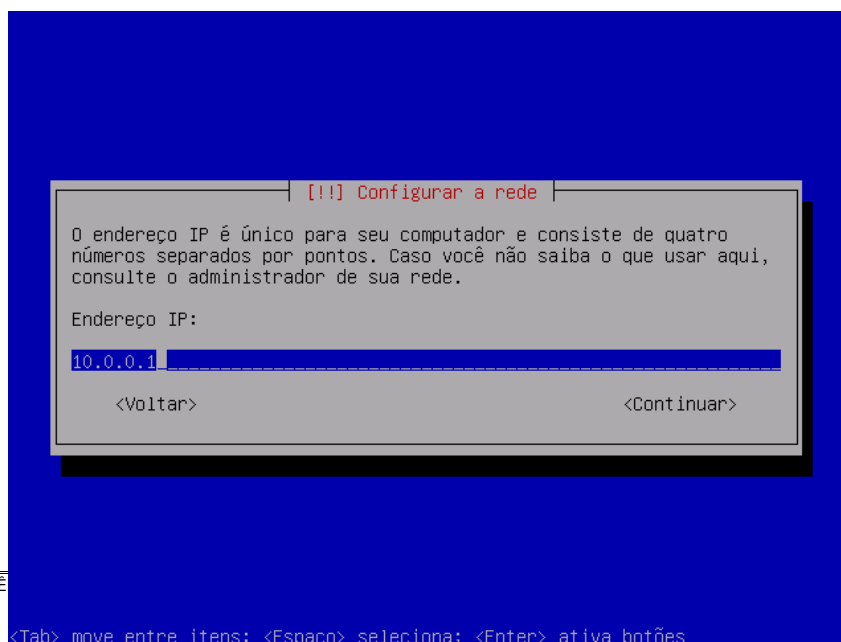 [!!] Configurar a rede
O endereço IP é único para seu computador e consiste de quatro
números separados por pontos. Caso você não saiba o que usar aqui,
consulte o administrador de sua rede.
Endereço IP:
10.0.0.1
<Voltar> <Continuar>
<Tab> move entre itens; <Espaço> seleciona; <Enter> ativa botões